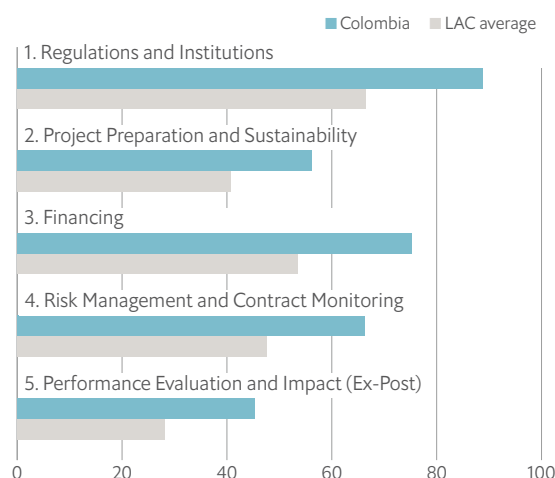 Colombia LAC average
1. Regulations and Institutions
2. Project Preparation and Sustainability
3. Financing
4. Risk Management and Contract Monitoring
5. Performance Evaluation and Impact (Ex-Post)
0 20 40 60 80 100